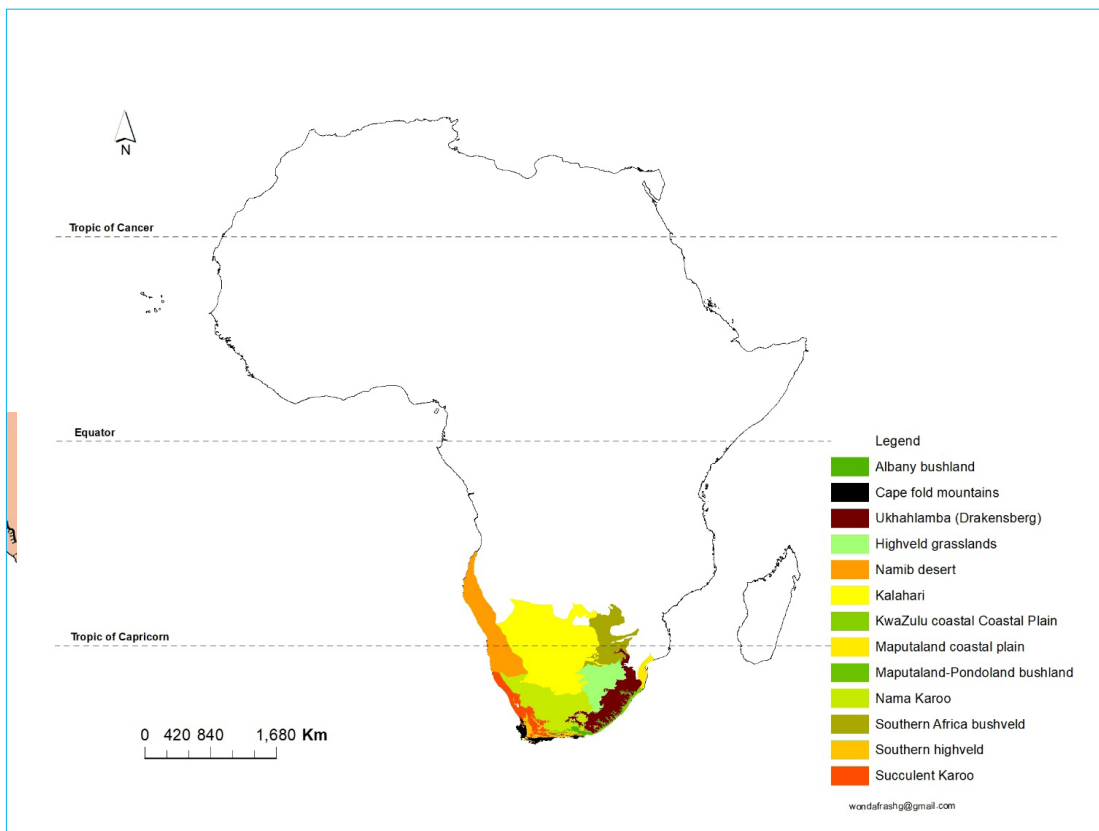 N
Tropic of Cancer
Equator
Tropic of Capricorn
0 420 840 1,680 Km
Legend
Albany bushland
Cape fold mountains
Ukhahlamba (Drakensberg)
Highveld grasslands
Namib desert
Kalahari
KwaZulu coastal Coastal Plain
Maputaland coastal plain
Maputaland-Pondoland bushland
Nama Karoo
Southern Africa bushveld
Southern highveld
Succulent Karoo
wondafrashg@gmail.com